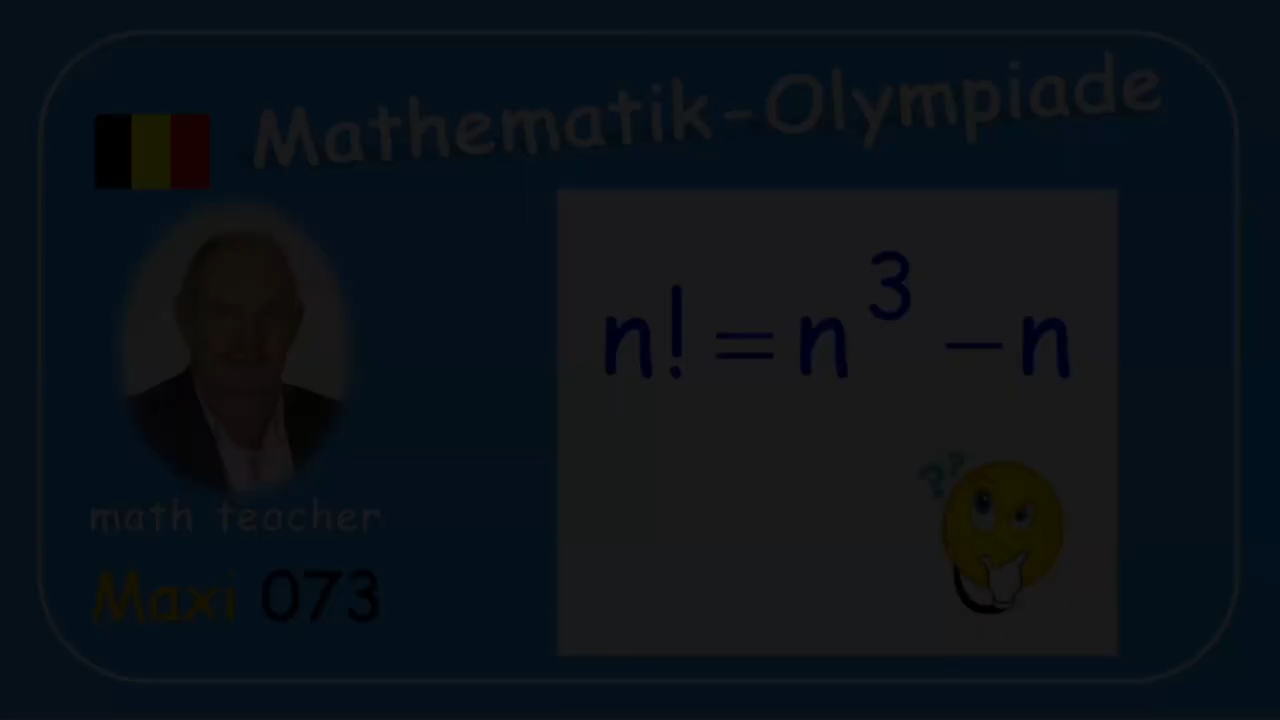 Mathematik-Olympiade
n! = n³ – n
??
math teacher
Maxi 073